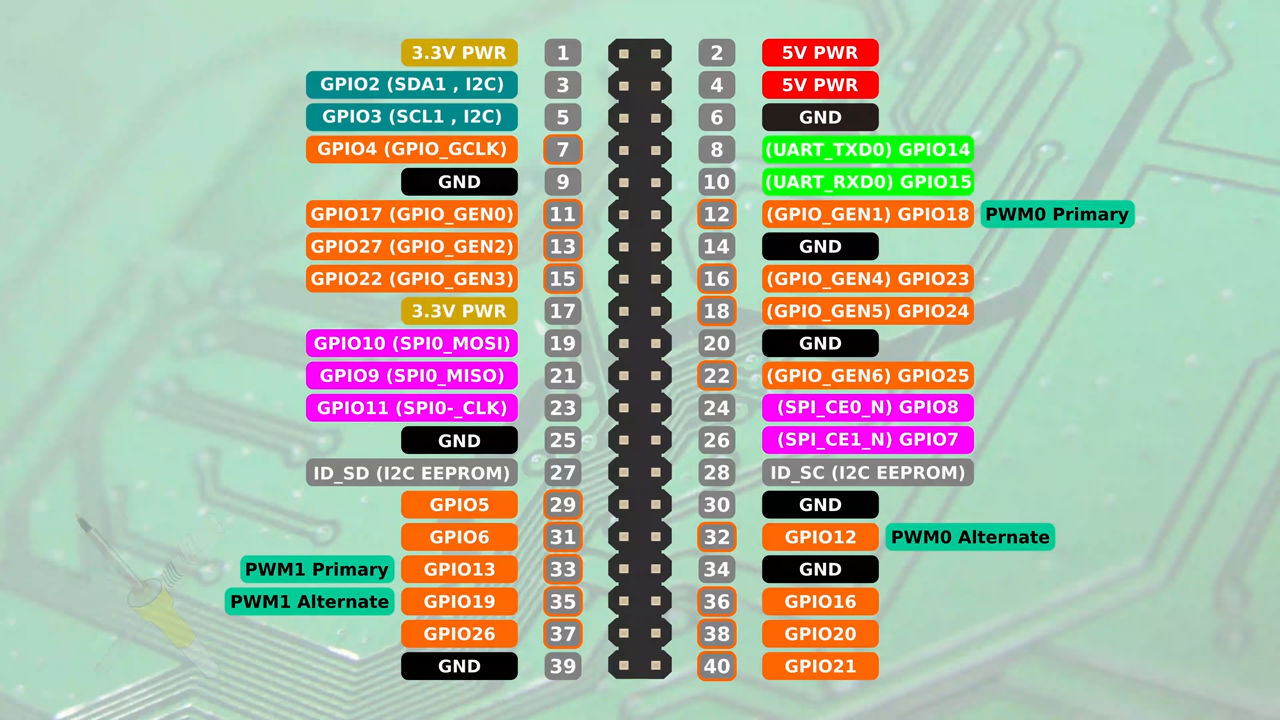 3.3V PWR 1 2 5V PWR
GPIO2 (SDA1 , I2C) 3 4 5V PWR
GPIO3 (SCL1 , I2C) 5 6 GND
GPIO4 (GPIO_GCLK) 7 8 (UART_TXD0) GPIO14
GND 9 10 (UART_RXD0) GPIO15
GPIO17 (GPIO_GEN0) 11 12 (GPIO_GEN1) GPIO18 PWM0 Primary
GPIO27 (GPIO_GEN2) 13 14 GND
GPIO22 (GPIO_GEN3) 15 16 (GPIO_GEN4) GPIO23
3.3V PWR 17 18 (GPIO_GEN5) GPIO24
GPIO10 (SPI0_MOSI) 19 20 GND
GPIO9 (SPI0_MISO) 21 22 (GPIO_GEN6) GPIO25
GPIO11 (SPI0-_CLK) 23 24 (SPI_CE0_N) GPIO8
GND 25 26 (SPI_CE1_N) GPIO7
ID_SD (I2C EEPROM) 27 28 ID_SC (I2C EEPROM)
GPIO5 29 30 GND
GPIO6 31 32 GPIO12 PWM0 Alternate
PWM1 Primary GPIO13 33 34 GND
PWM1 Alternate GPIO19 35 36 GPIO16
GPIO26 37 38 GPIO20
GND 39 40 GPIO21